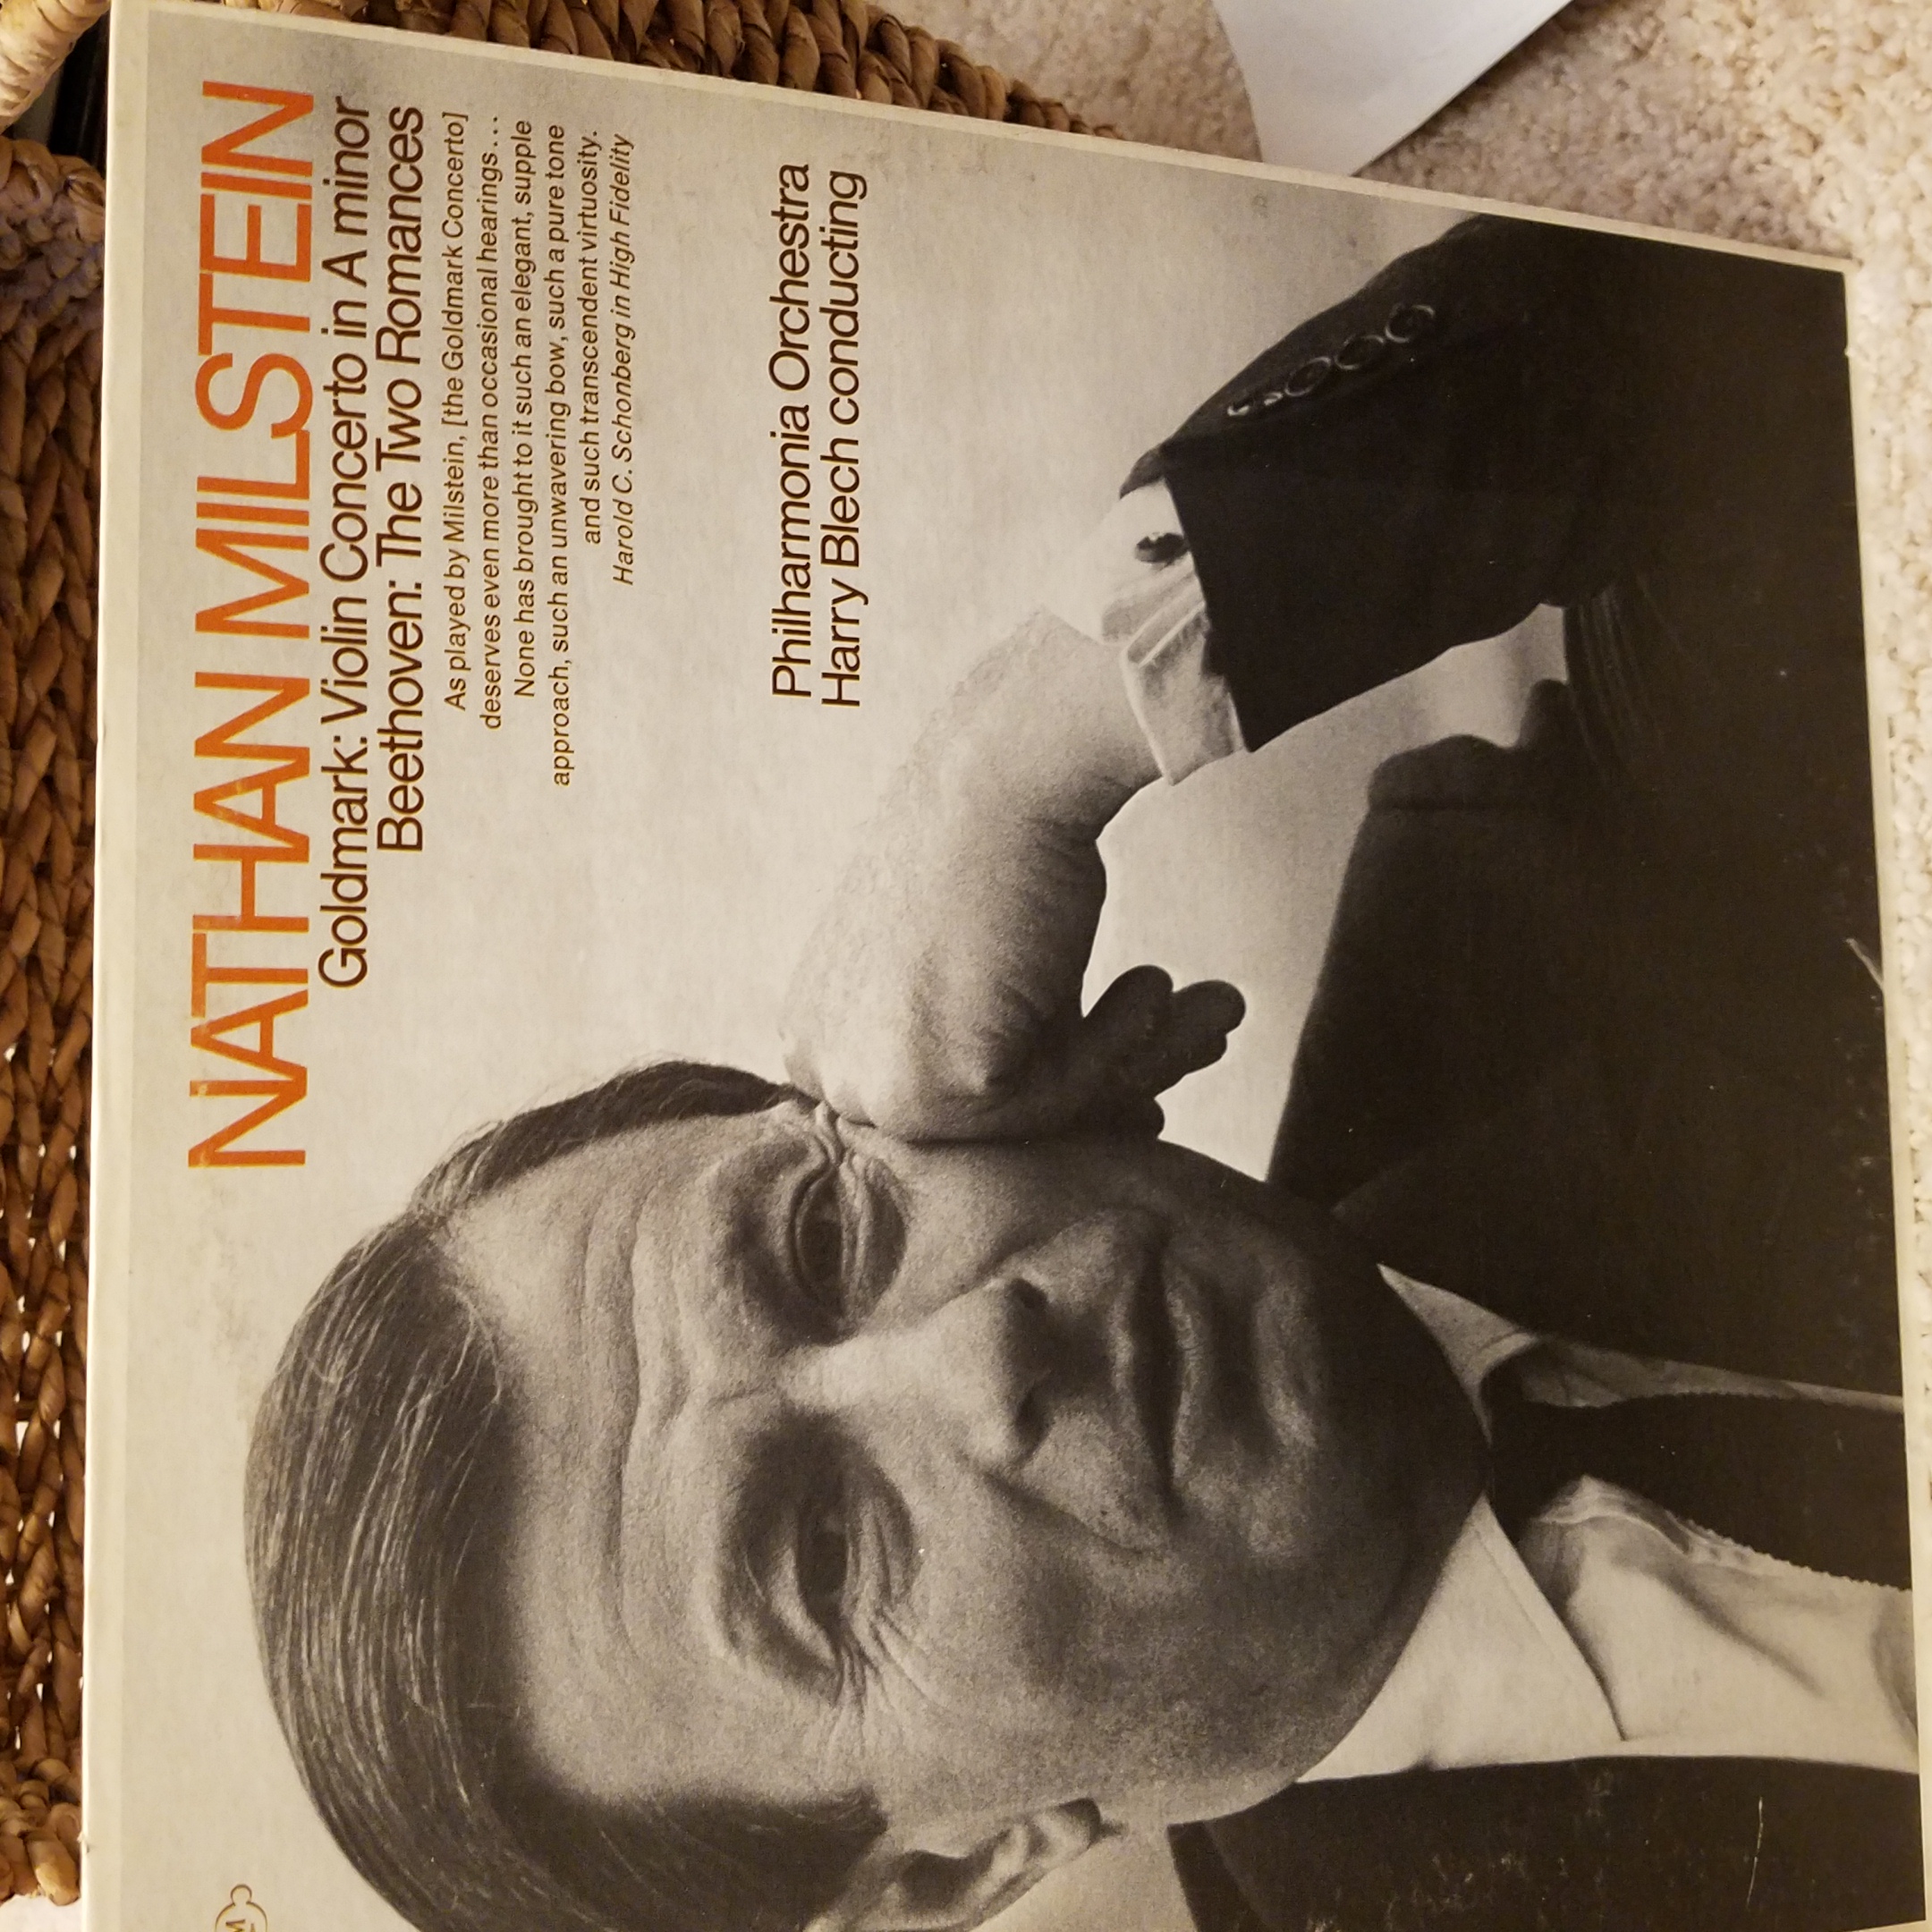 NATHAN MILSTEIN
Goldmark: Violin Concerto in A minor
Beethoven: The Two Romances
As played by Milstein, [the Goldmark Concerto]
deserves even more than occasional hearings...
None has brought to it such an elegant, supple
approach, such an unwavering bow, such a pure tone
and such transcendent virtuosity.
Harold C. Schonberg in High Fidelity
Philharmonia Orchestra
Harry Blech conducting